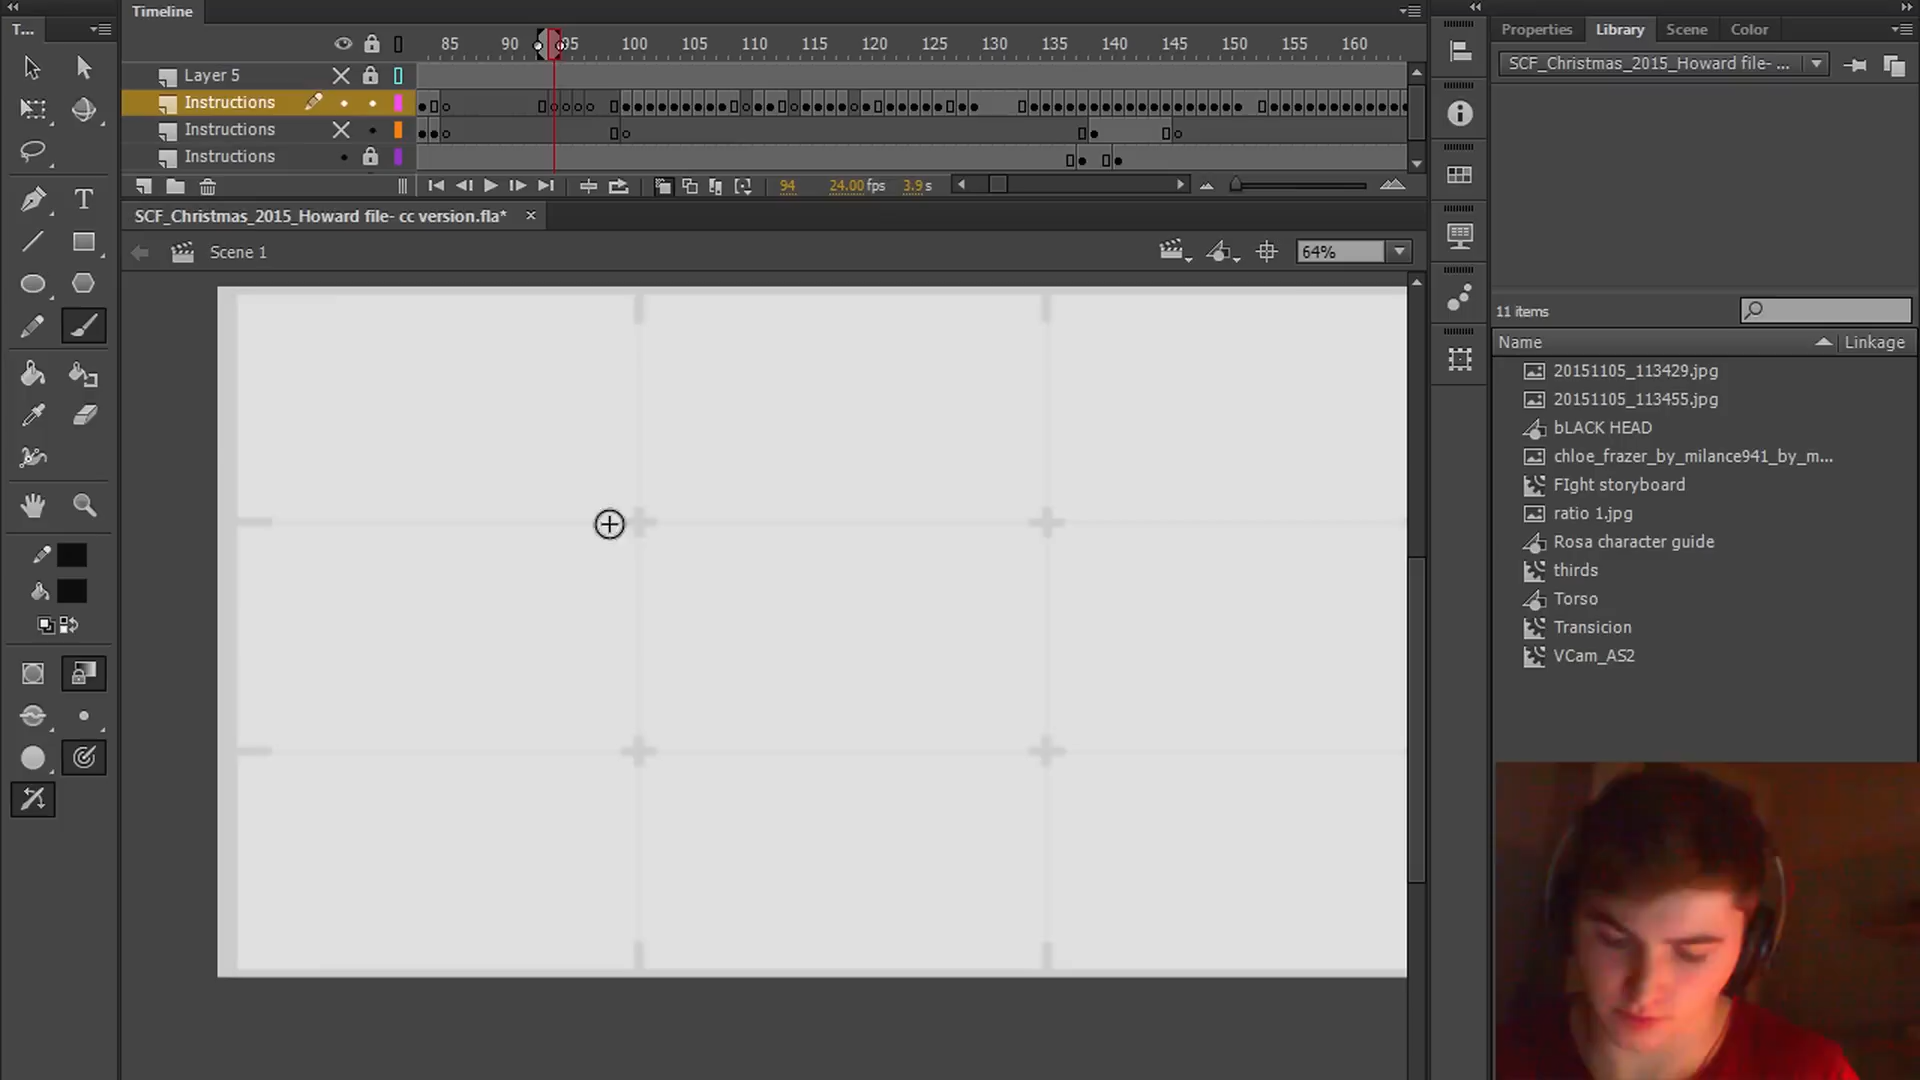 T...
Timeline
85 90 95 100 105 110 115 120 125 130 135 140 145 150 155 160
Layer 5
Instructions
Instructions
Instructions
94 24.00 fps 3.9 s
SCF_Christmas_2015_Howard file- cc version.fla*
Scene 1
64%
Properties Library Scene Color
SCF_Christmas_2015_Howard file- ...
11 items
Name Linkage
20151105_113429.jpg
20151105_113455.jpg
bLACK HEAD
chloe_frazer_by_milance941_by_m...
FIght storyboard
ratio 1.jpg
Rosa character guide
thirds
Torso
Transicion
VCam_AS2